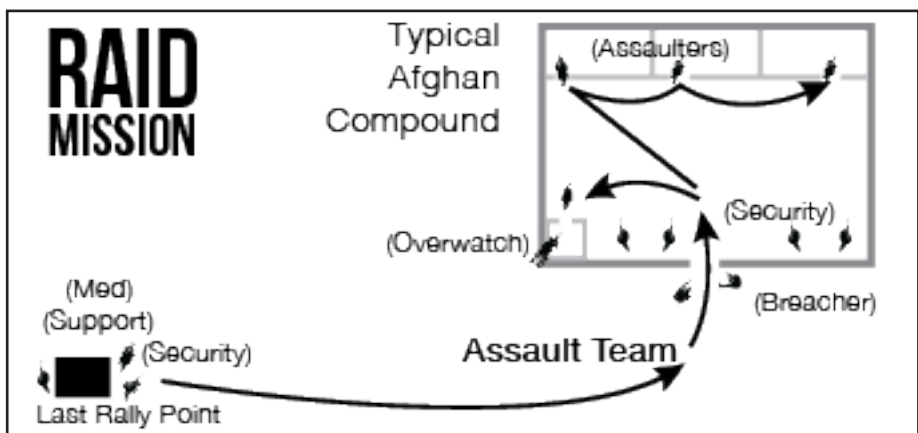 RAID
MISSION
Typical
Afghan
Compound
(Assaulters)
(Security)
(Overwatch)
(Breacher)
Assault Team
(Med)
(Support)
(Security)
Last Rally Point